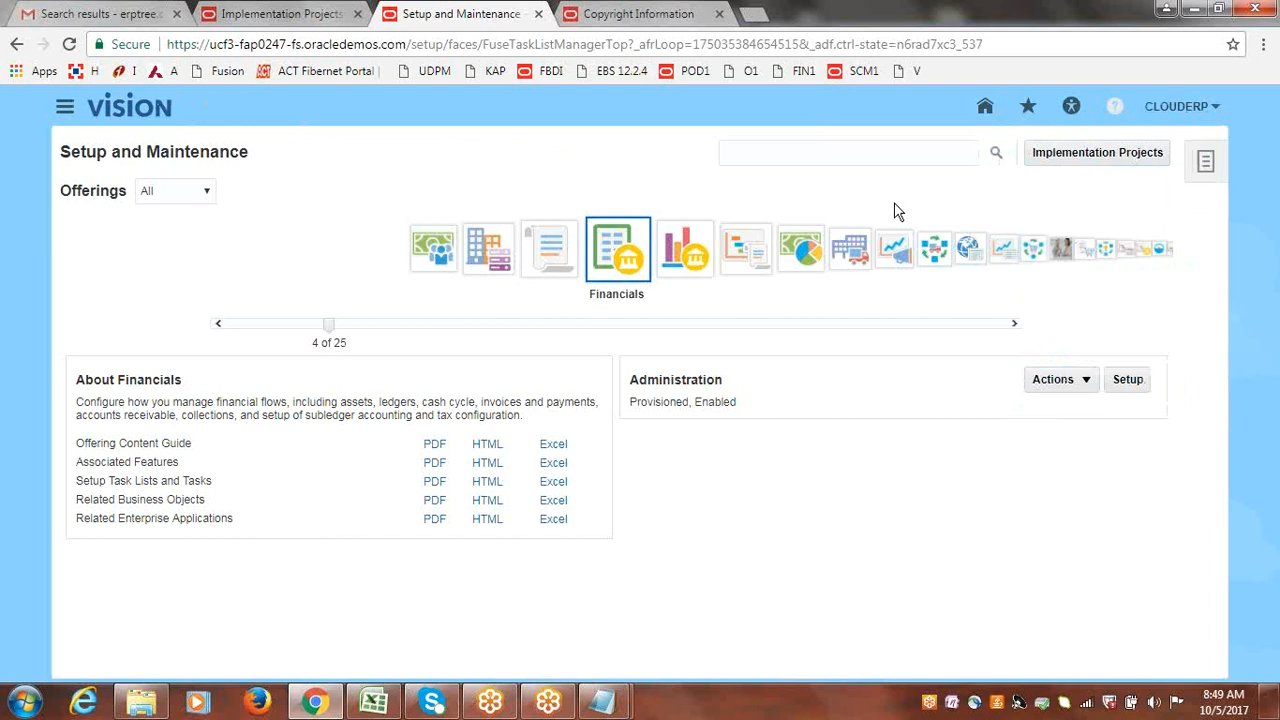 Search results - erptree.c
Implementation Projects
Setup and Maintenance
Copyright Information
Secure
https://ucf3-fap0247-fs.oracledemos.com/setup/faces/FuseTaskListManagerTop?_afrLoop=1750353846545​15&_adf.ctrl-state=n6rad7xc3_537
Apps H I A Fusion ACT Fibernet Portal UDPM KAP FBDI EBS 12.2.4 POD1 O1 FIN1 SCM1 V
VISION
CLOUDERP
Setup and Maintenance
Implementation Projects
Offerings All
Financials
4 of 25
About Financials
Configure how you manage financial flows, including assets, ledgers, cash cycle, invoices and payments,
accounts receivable, collections, and setup of subledger accounting and tax configuration.
Offering Content Guide PDF HTML Excel
Associated Features PDF HTML Excel
Setup Task Lists and Tasks PDF HTML Excel
Related Business Objects PDF HTML Excel
Related Enterprise Applications PDF HTML Excel
Administration
Actions
Setup
Provisioned, Enabled
8:49 AM
10/5/2017